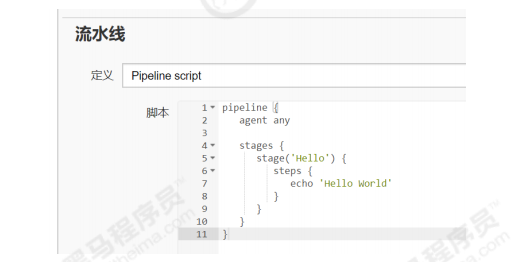 流水线
定义 Pipeline script
脚本
1 pipeline {
2 agent any
3
4 stages {
5 stage('Hello') {
6 steps {
7 echo 'Hello World'
8 }
9 }
10 }
11 }
黑马程序员
itheima.com
黑马程序员